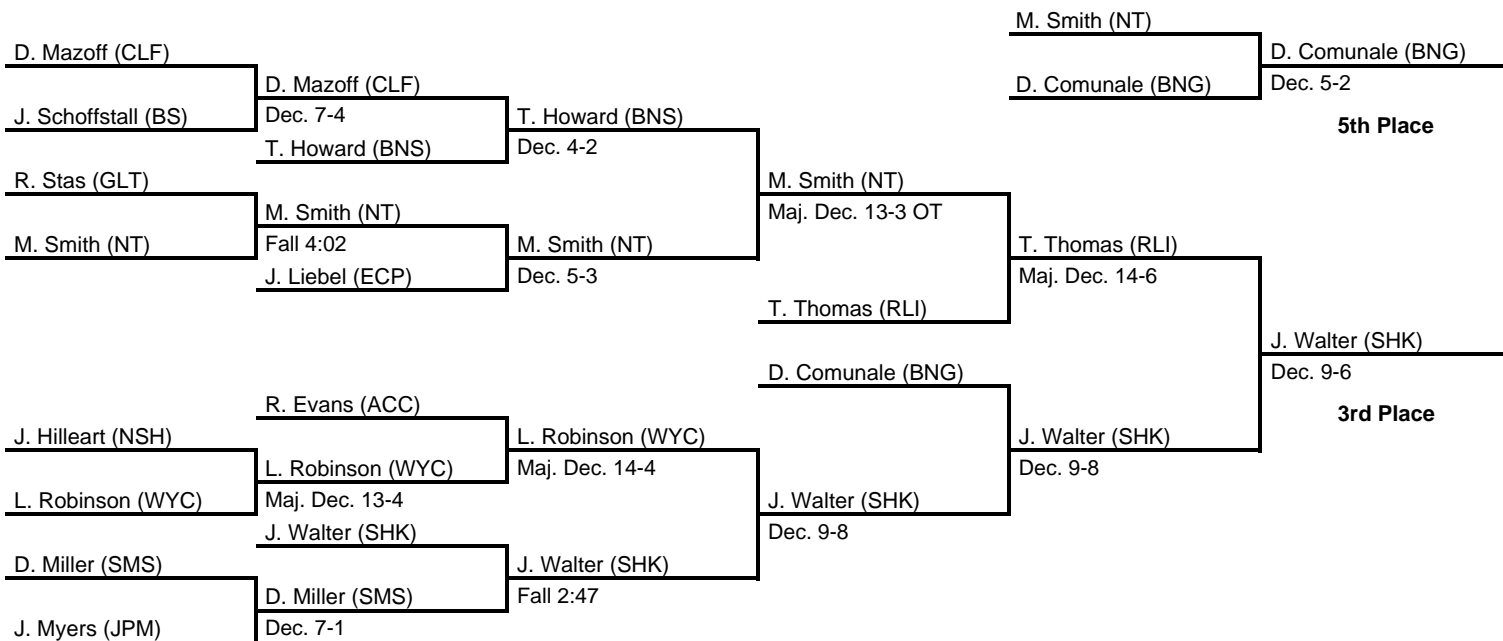 M. Smith (NT)
D. Mazoff (CLF)
D. Comunale (BNG)
D. Mazoff (CLF)
D. Comunale (BNG)
Dec. 5-2
J. Schoffstall (BS)
Dec. 7-4
T. Howard (BNS)
5th Place
T. Howard (BNS)
Dec. 4-2
R. Stas (GLT)
M. Smith (NT)
M. Smith (NT)
Maj. Dec. 13-3 OT
M. Smith (NT)
Fall 4:02
M. Smith (NT)
T. Thomas (RLI)
J. Liebel (ECP)
Dec. 5-3
Maj. Dec. 14-6
T. Thomas (RLI)
J. Walter (SHK)
D. Comunale (BNG)
Dec. 9-6
R. Evans (ACC)
3rd Place
J. Hilleart (NSH)
L. Robinson (WYC)
J. Walter (SHK)
L. Robinson (WYC)
Maj. Dec. 14-4
Dec. 9-8
L. Robinson (WYC)
Maj. Dec. 13-4
J. Walter (SHK)
J. Walter (SHK)
Dec. 9-8
D. Miller (SMS)
J. Walter (SHK)
D. Miller (SMS)
Fall 2:47
J. Myers (JPM)
Dec. 7-1